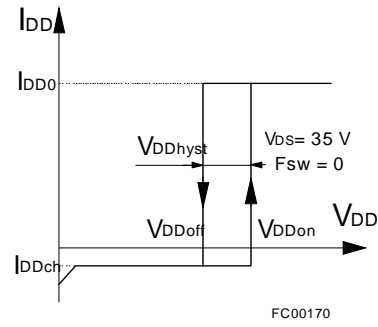 IDD
IDD0
VDDhyst
VDS= 35 V
Fsw = 0
VDDoff
VDDon
VDD
IDDch
FC00170